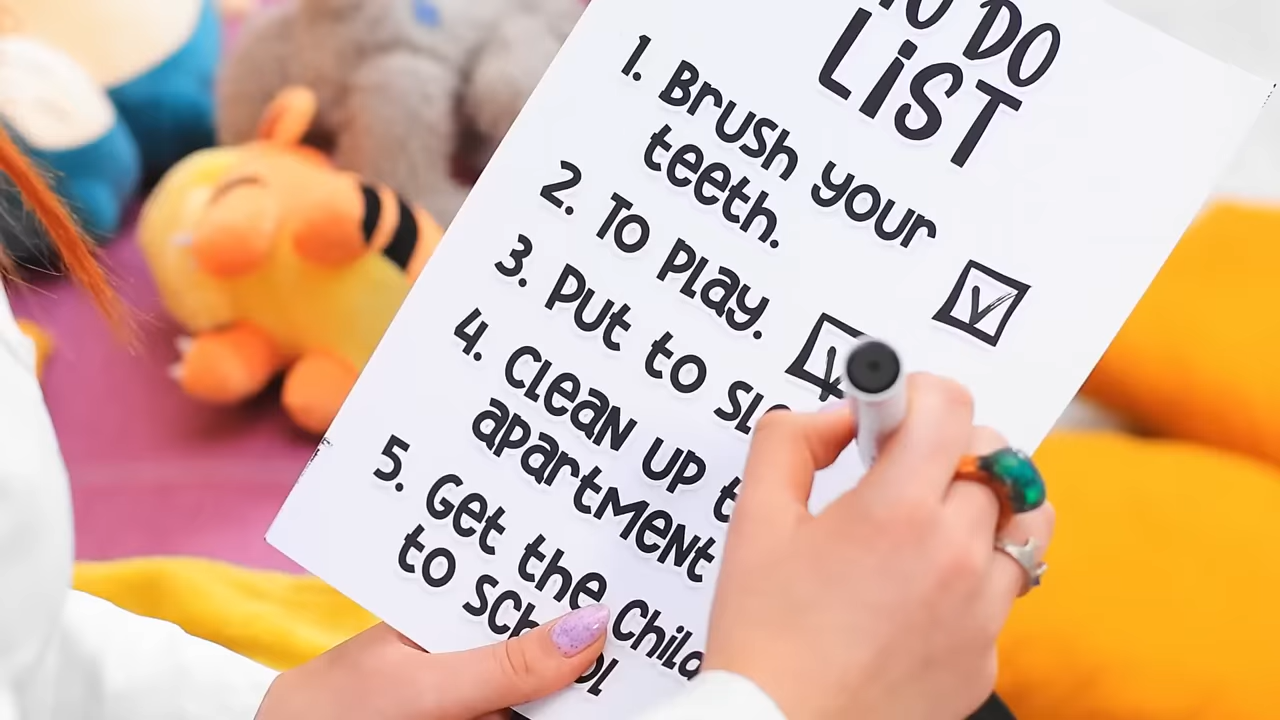 TO DO
LIST
1. Brush your
teeth.
2. To play.
3. Put to
4. Clean up
apartment
5. Get the
to